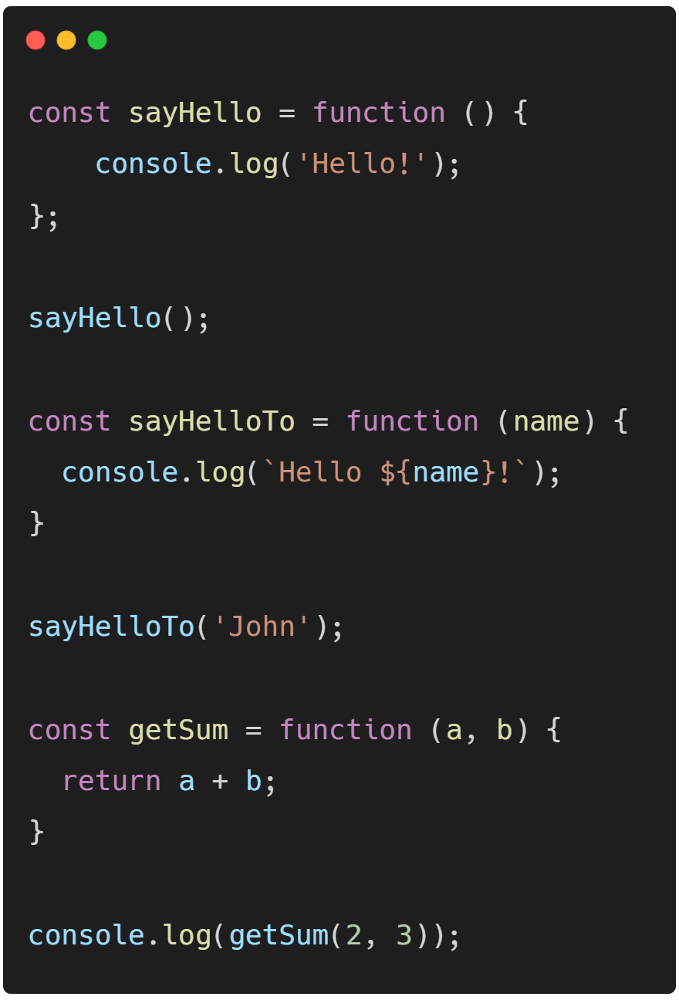 const sayHello = function () {
    console.log('Hello!');
};

sayHello();

const sayHelloTo = function (name) {
  console.log(`Hello ${name}!`);
}

sayHelloTo('John');

const getSum = function (a, b) {
  return a + b;
}

console.log(getSum(2, 3));